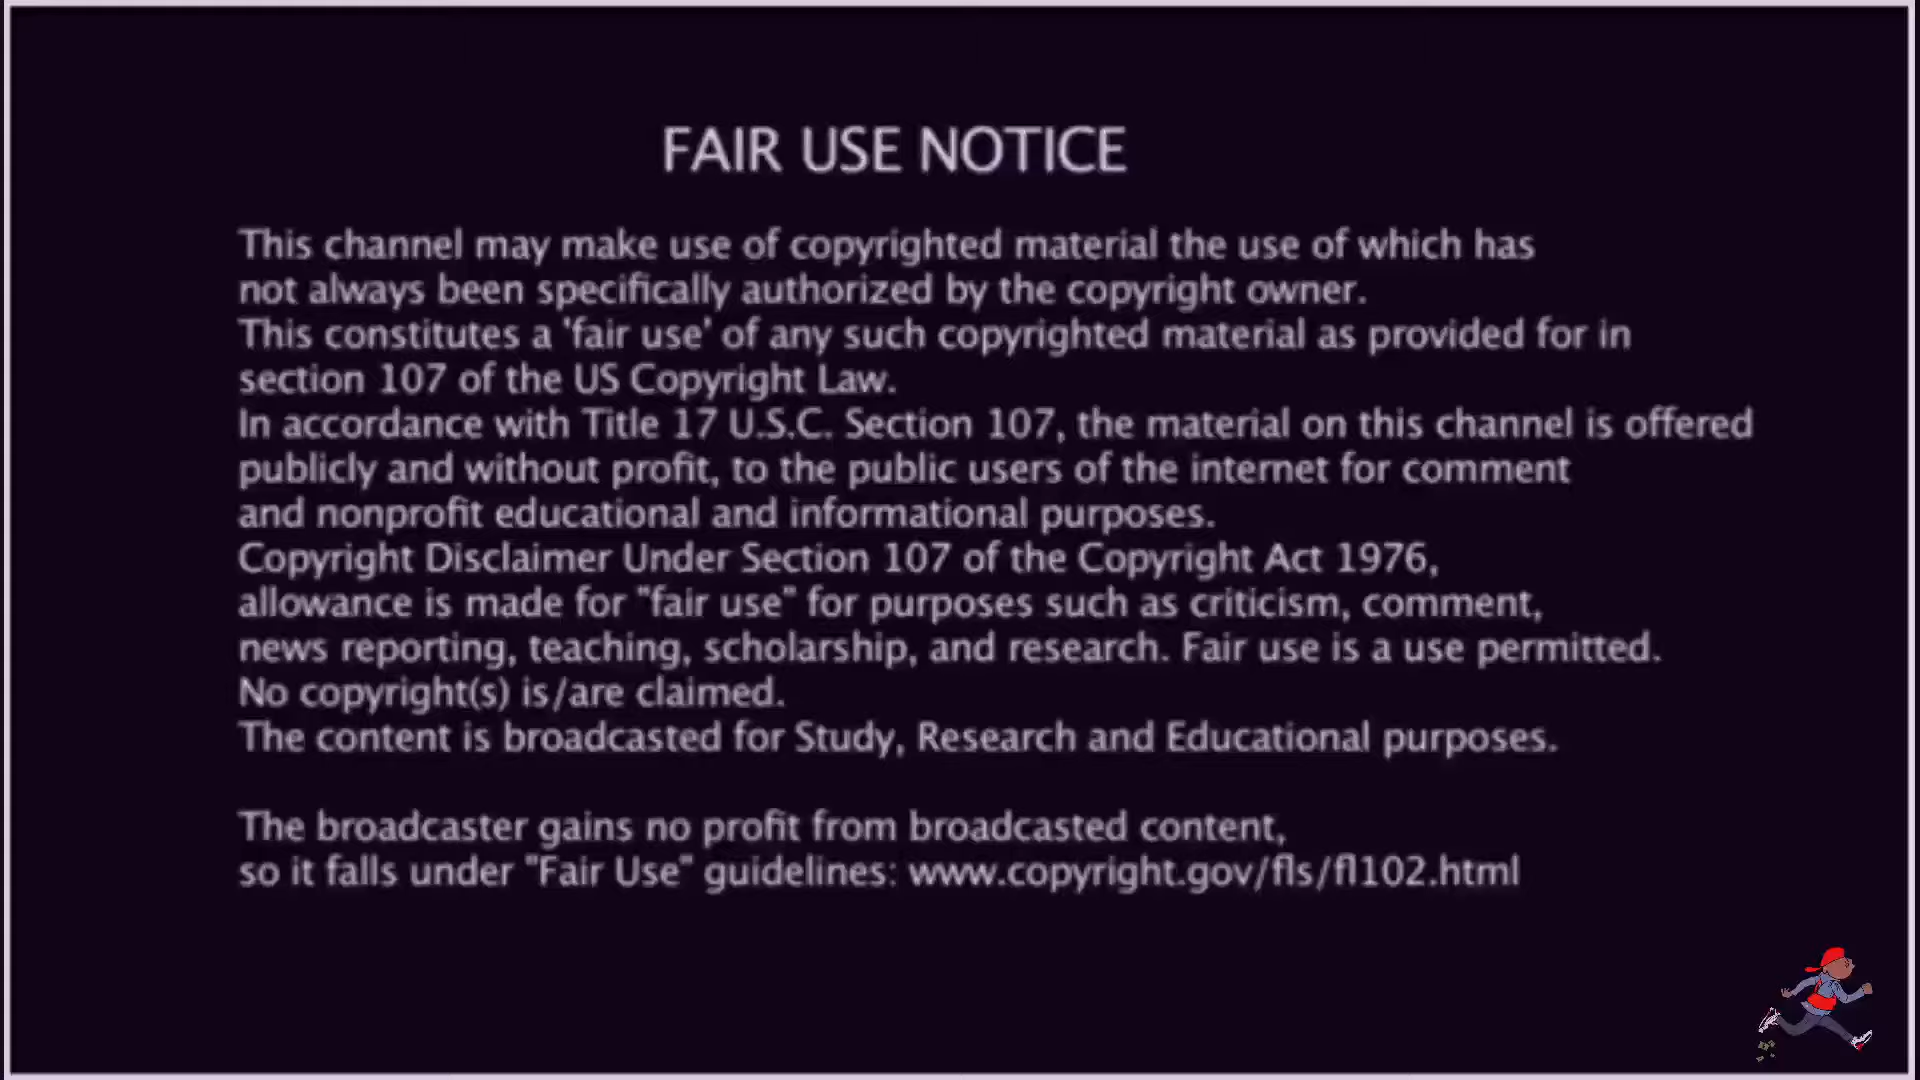 FAIR USE NOTICE
This channel may make use of copyrighted material the use of which has
not always been specifically authorized by the copyright owner.
This constitutes a 'fair use' of any such copyrighted material as provided for in
section 107 of the US Copyright Law.
In accordance with Title 17 U.S.C. Section 107, the material on this channel is offered
publicly and without profit, to the public users of the internet for comment
and nonprofit educational and informational purposes.
Copyright Disclaimer Under Section 107 of the Copyright Act 1976,
allowance is made for "fair use" for purposes such as criticism, comment,
news reporting, teaching, scholarship, and research. Fair use is a use permitted.
No copyright(s) is/are claimed.
The content is broadcasted for Study, Research and Educational purposes.
The broadcaster gains no profit from broadcasted content,
so it falls under "Fair Use" guidelines: www.copyright.gov/fls/fl102.html